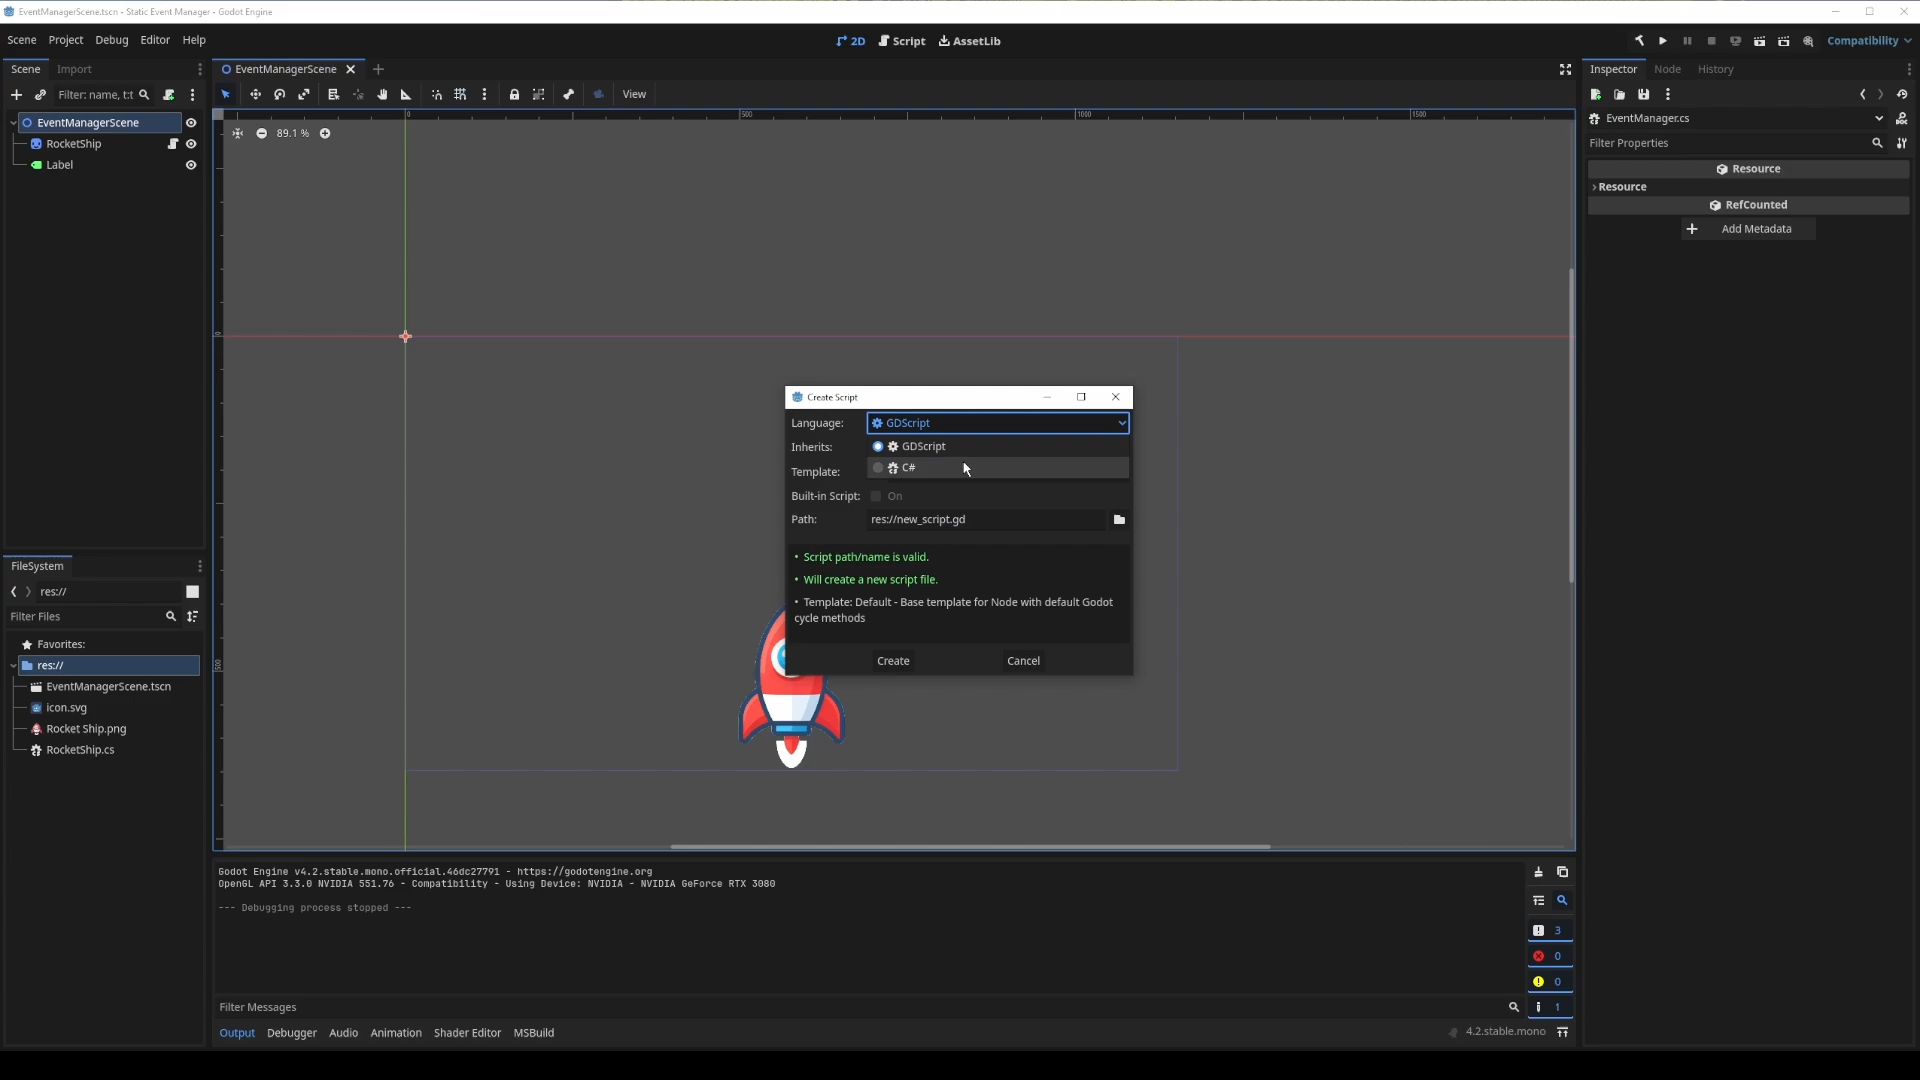 EventManagerScene.tscn - Static Event Manager - Godot Engine
Scene Project Debug Editor Help
2D Script AssetLib
Compatibility
Scene Import
EventManagerScene
Inspector Node History
Filter: name, t:t
View
EventManagerScene
RocketShip
Label
0 500 1000 1500
89.1 %
0
500
EventManager.cs
Filter Properties
Resource
Resource
RefCounted
Add Metadata
Create Script
Language: GDScript
Inherits: GDScript
Template: C#
Built-in Script: On
Path: res://new_script.gd
• Script path/name is valid.
• Will create a new script file.
• Template: Default - Base template for Node with default Godot
cycle methods
Create Cancel
FileSystem
res://
Filter Files
Favorites:
res://
EventManagerScene.tscn
icon.svg
Rocket Ship.png
RocketShip.cs
Godot Engine v4.2.stable.mono.official.46dc27791 - https://godotengine.org
OpenGL API 3.3.0 NVIDIA 551.76 - Compatibility - Using Device: NVIDIA - NVIDIA GeForce RTX 3080
--- Debugging process stopped ---
3
0
0
1
Filter Messages
Output Debugger Audio Animation Shader Editor MSBuild
4.2.stable.mono